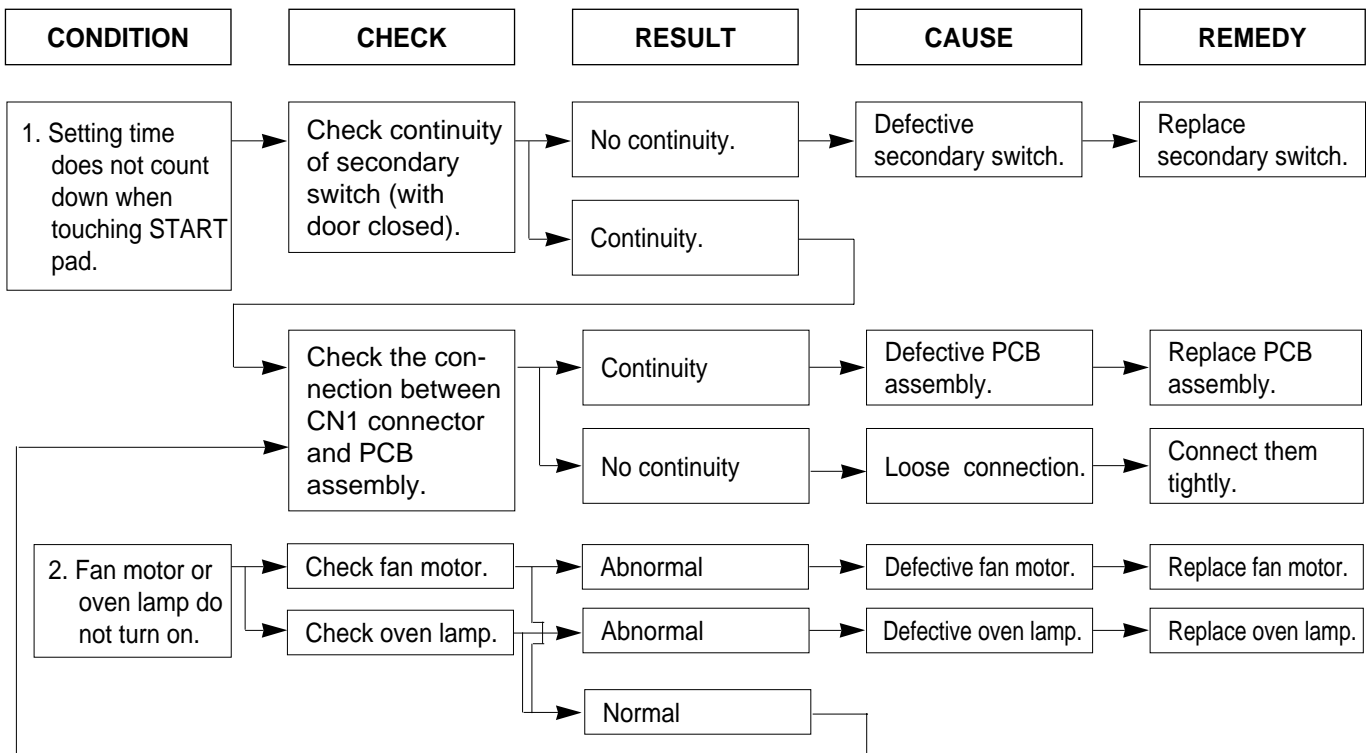 CONDITION
CHECK
RESULT
CAUSE
REMEDY
1. Setting time
does not count
down when
touching START
pad.
Check continuity
of secondary
switch (with
door closed).
No continuity.
Defective
secondary switch.
Replace
secondary switch.
Continuity.
Check the con-
nection between
CN1 connector
and PCB
assembly.
Continuity
Defective PCB
assembly.
Replace PCB
assembly.
No continuity
Loose connection.
Connect them
tightly.
2. Fan motor or
oven lamp do
not turn on.
Check fan motor.
Abnormal
Defective fan motor.
Replace fan motor.
Check oven lamp.
Abnormal
Defective oven lamp.
Replace oven lamp.
Normal